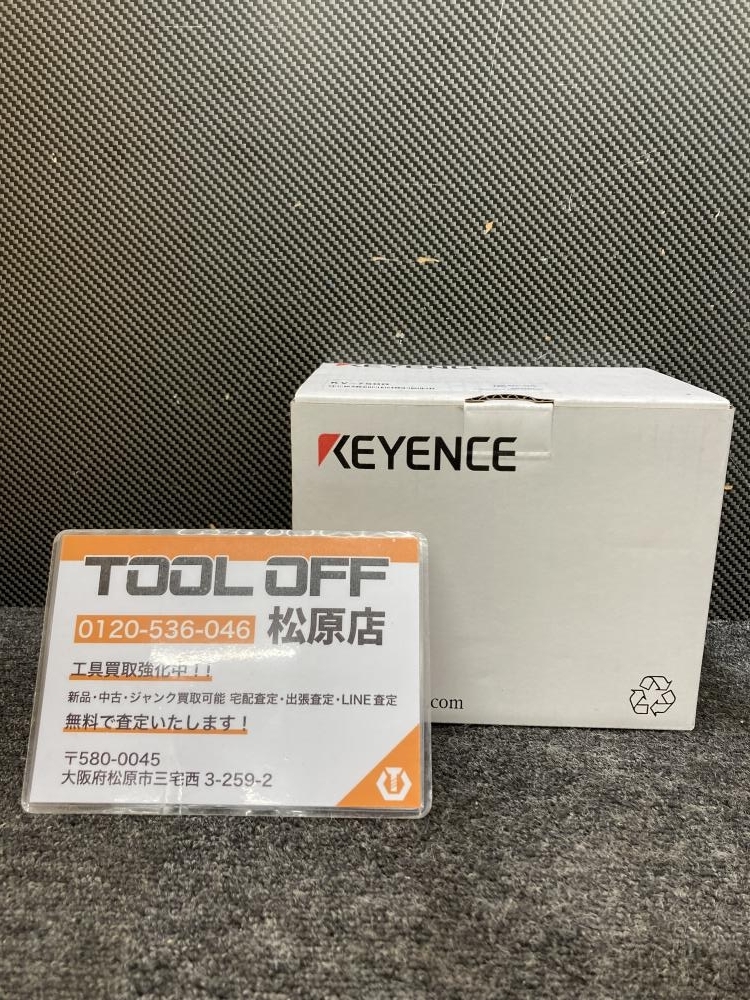 KV-7500
KEYENCE
.com
TOOL OFF
0120-536-046 松原店
工具買取強化中!!
新品・中古・ジャンク買取可能 宅配査定・出張査定・LINE査定
無料で査定いたします!
〒580-0045
大阪府松原市三宅西 3-259-2